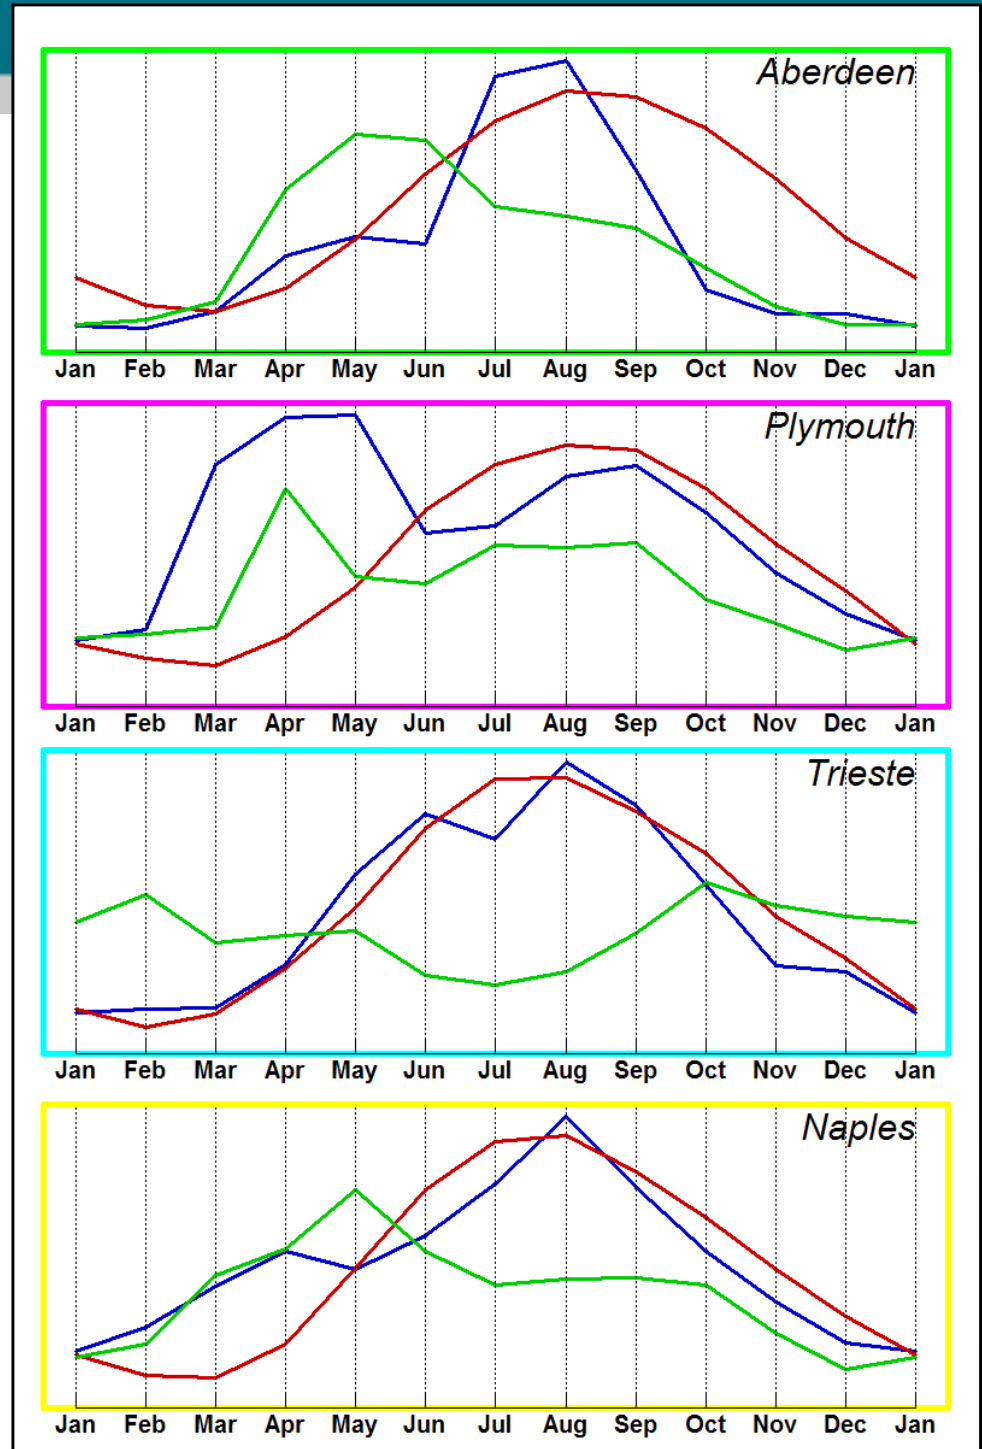 Aberdeen
Jan Feb Mar Apr May Jun Jul Aug Sep Oct Nov Dec Jan
Plymouth
Jan Feb Mar Apr May Jun Jul Aug Sep Oct Nov Dec Jan
Trieste
Jan Feb Mar Apr May Jun Jul Aug Sep Oct Nov Dec Jan
Naples
Jan Feb Mar Apr May Jun Jul Aug Sep Oct Nov Dec Jan